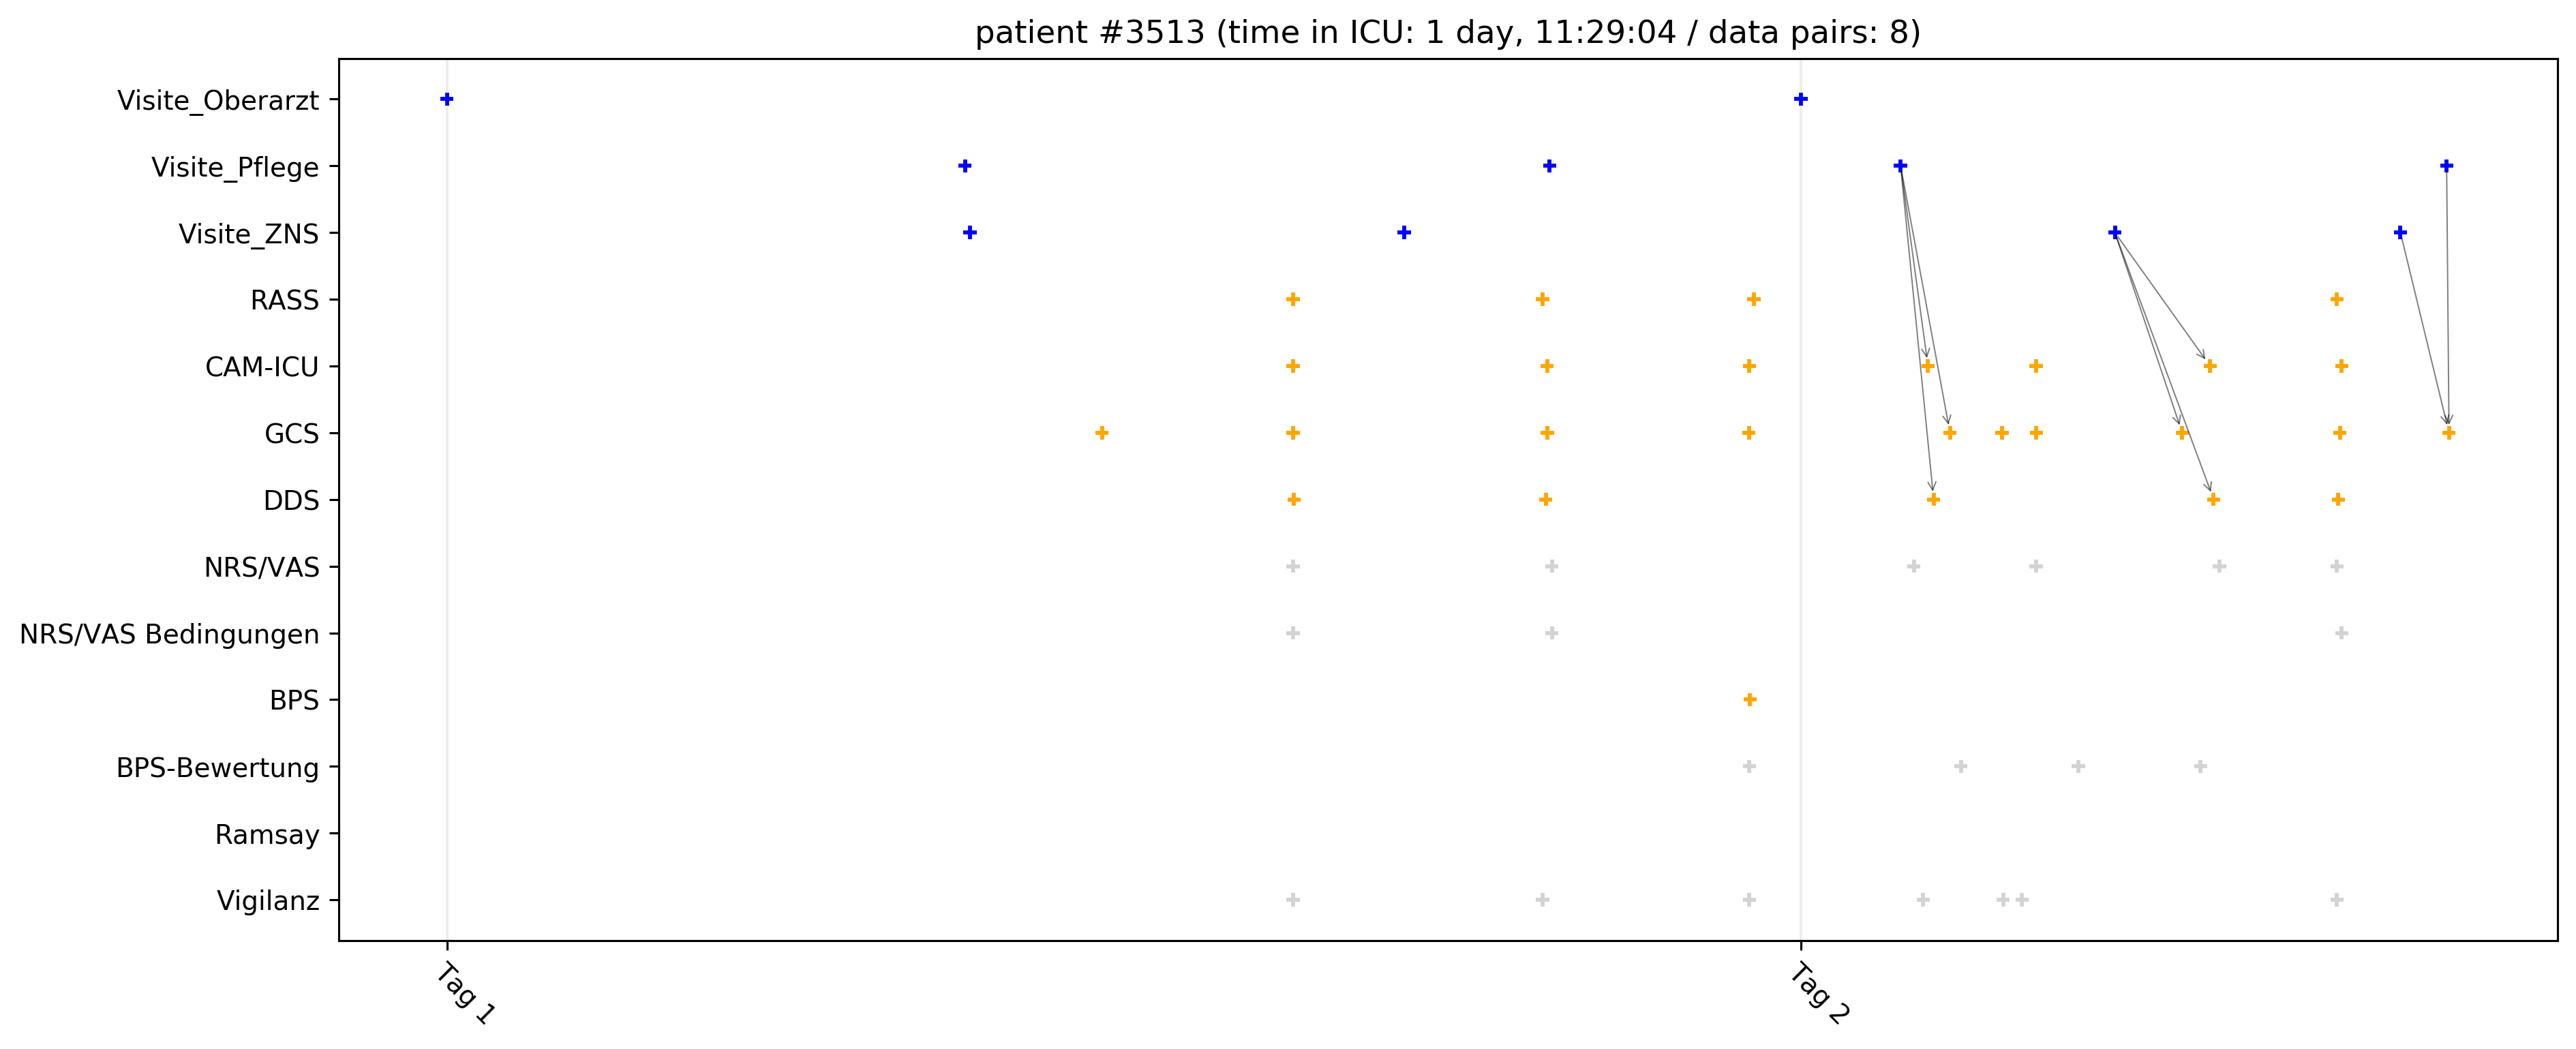 patient #3513 (time in ICU: 1 day, 11:29:04 / data pairs: 8)
Visite_Oberarzt
Visite_Pflege
Visite_ZNS
RASS
CAM-ICU
GCS
DDS
NRS/VAS
NRS/VAS Bedingungen
BPS
BPS-Bewertung
Ramsay
Vigilanz
Tag 1
Tag 2